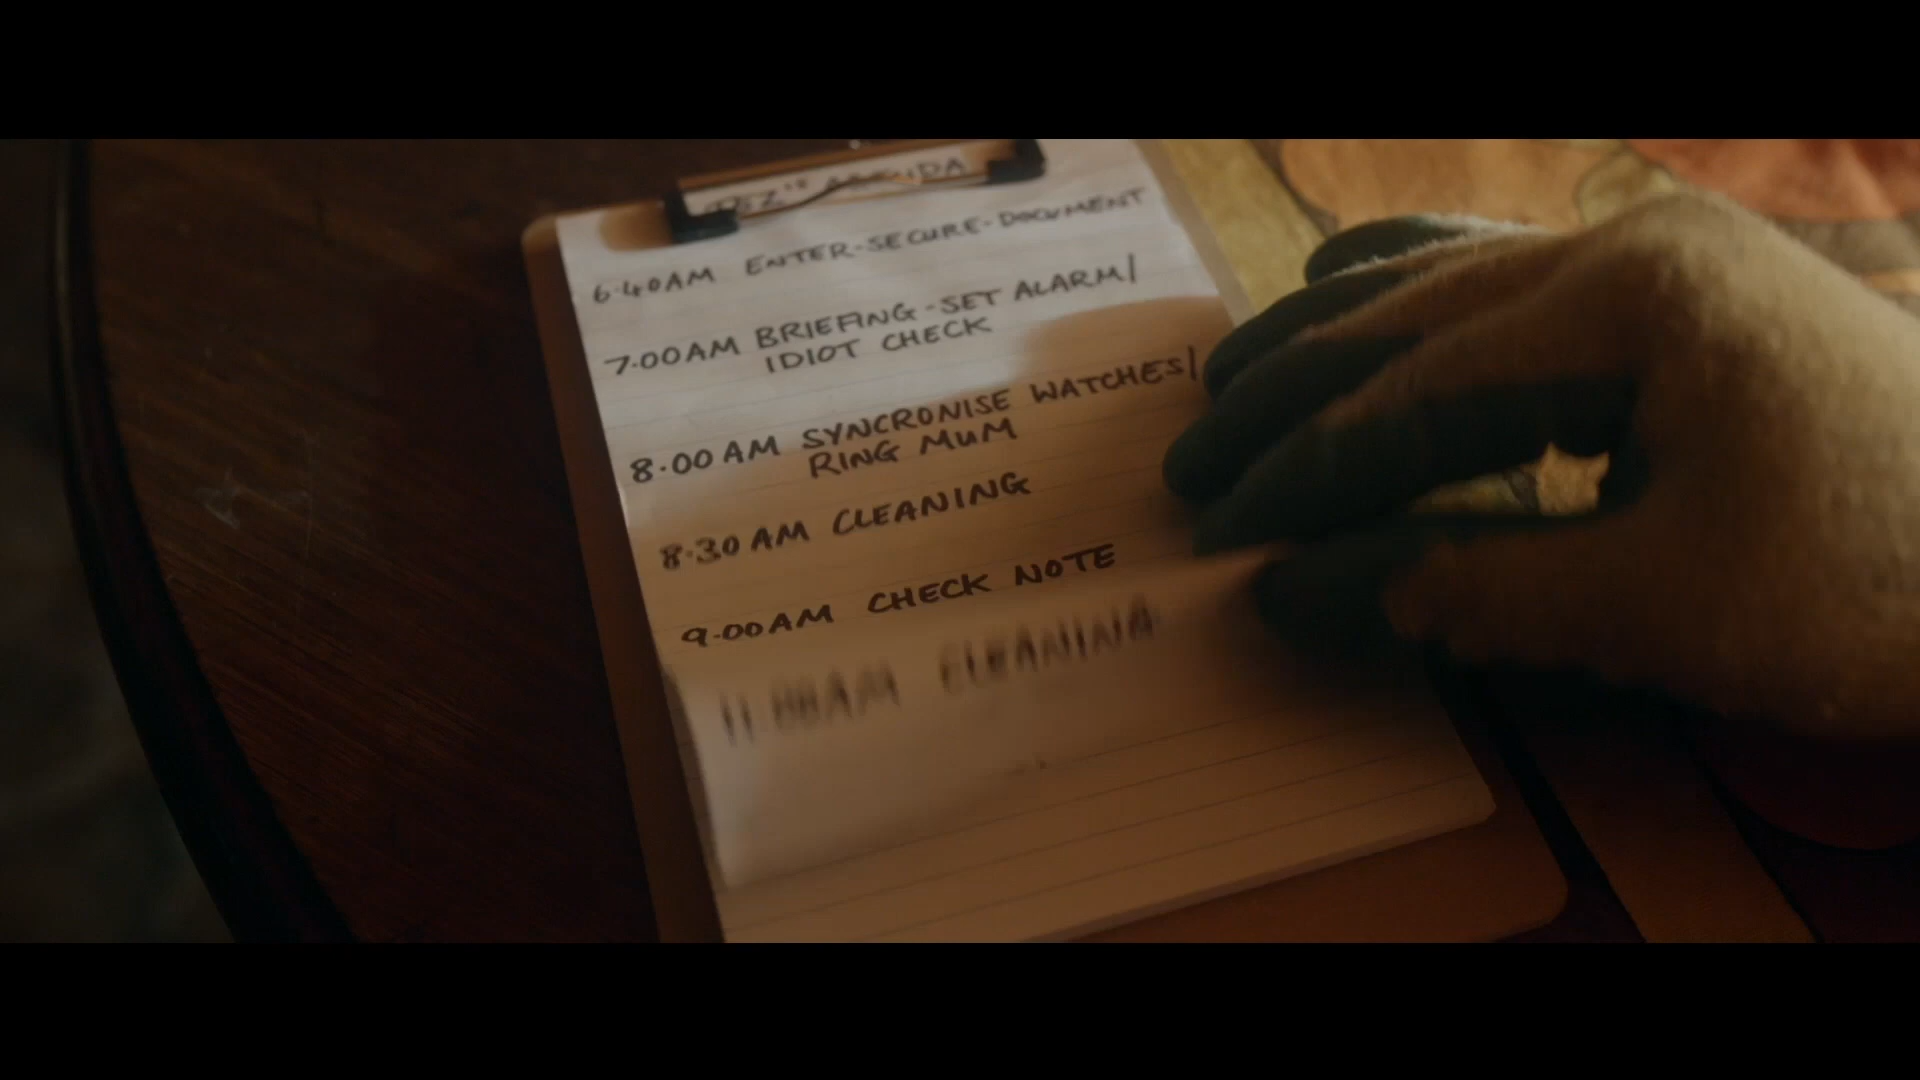 6.40AM ENTER-SECURE-DOCUMENT
7.00AM BRIEFING-SET ALARM/
IDIOT CHECK
8.00AM SYNCRONISE WATCHES/
RING MUM
8.30AM CLEANING
9.00AM CHECK NOTE
CLEANING